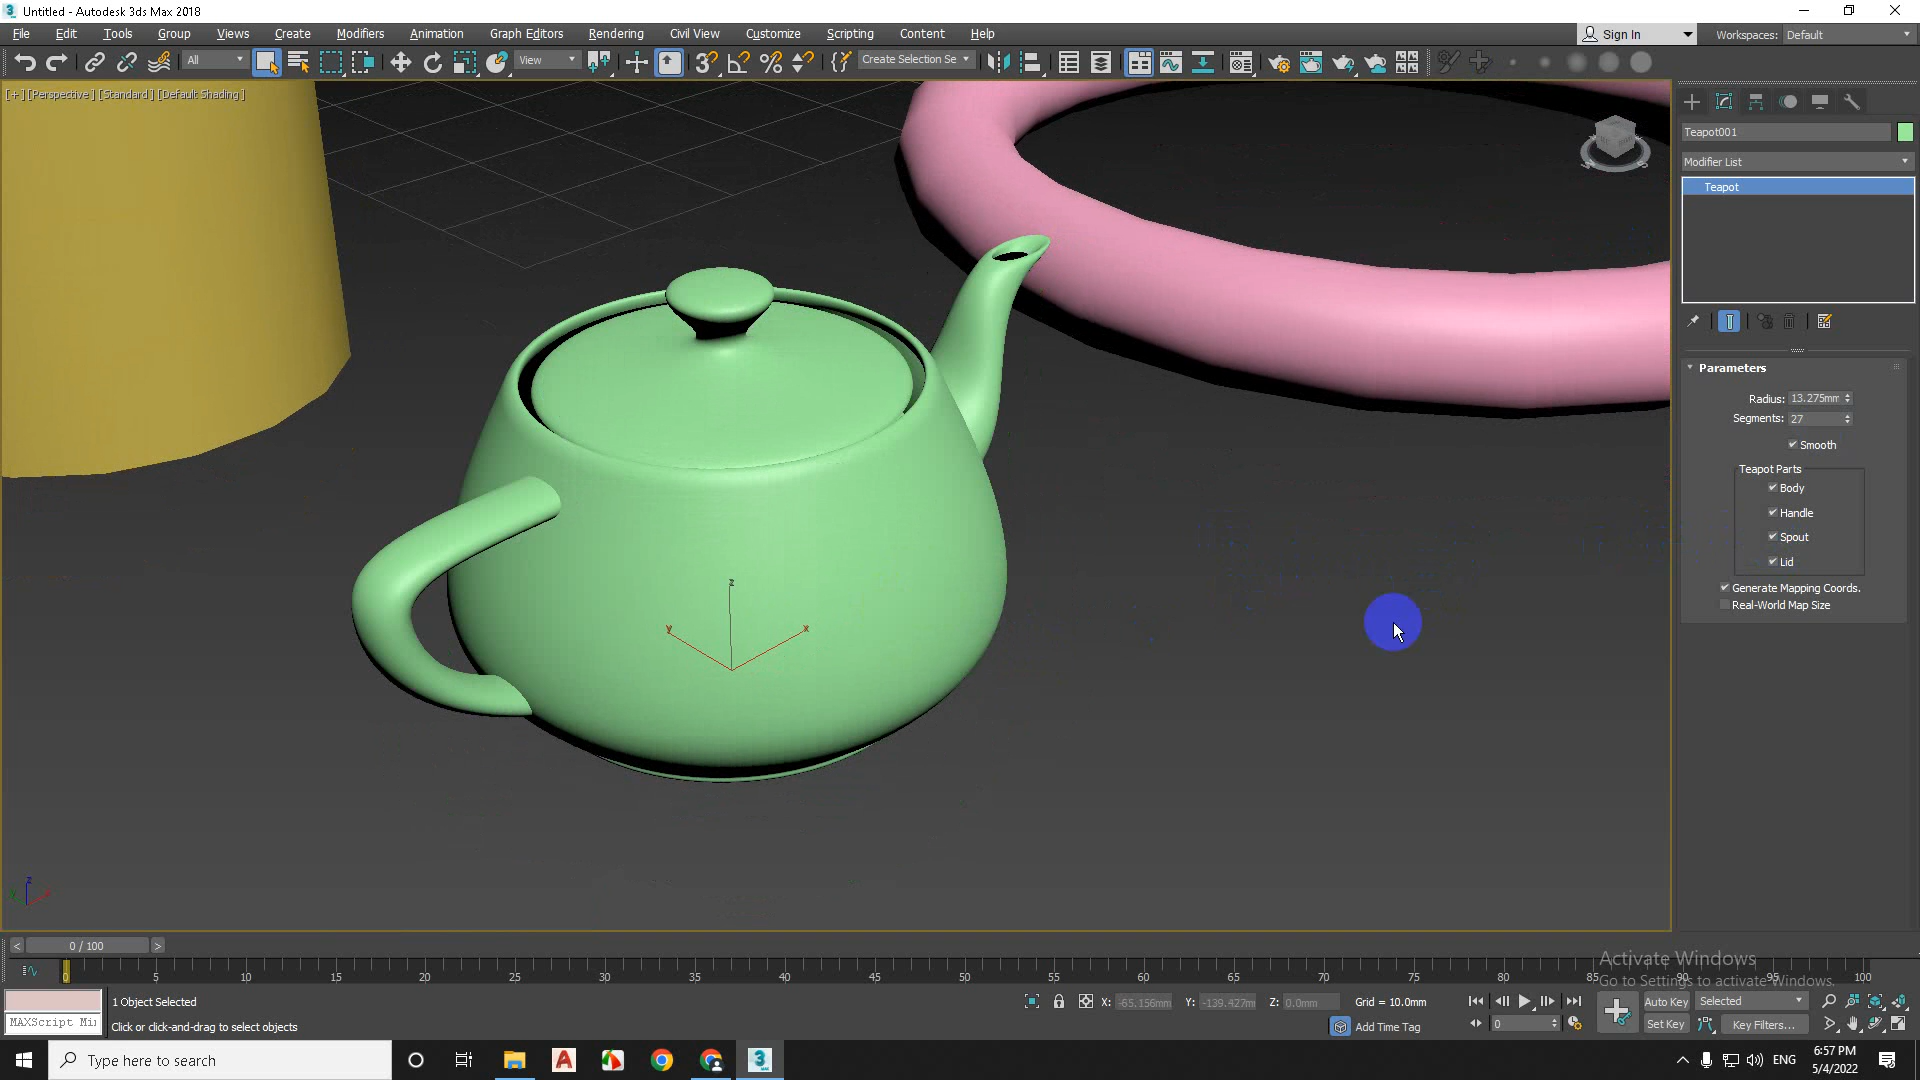 Untitled - Autodesk 3ds Max 2018
File Edit Tools Group Views Create Modifiers Animation Graph Editors Rendering Civil View Customize Scripting Content Help
Sign In Workspaces: Default
All View Create Selection Se
[ + ] [Perspective ] [Standard ] [Default Shading ]
Teapot001
Modifier List
Teapot
Parameters
Radius: 13.275mm
Segments: 27
Smooth
Teapot Parts
Body
Handle
Spout
Lid
Generate Mapping Coords.
Real-World Map Size
z
y x
z
0 / 100
0 5 10 15 20 25 30 35 40 45 50 55 60 65 70 75 80 85 90 95 100
Activate Windows
Go to Settings to activate Windows.
1 Object Selected X: -65.156mm Y: -139.427m Z: 0.0mm Grid = 10.0mm Auto Key Selected
MAXScript Mi
Click or click-and-drag to select objects Add Time Tag 0 Set Key Key Filters...
Type here to search ENG 6:57 PM
5/4/2022